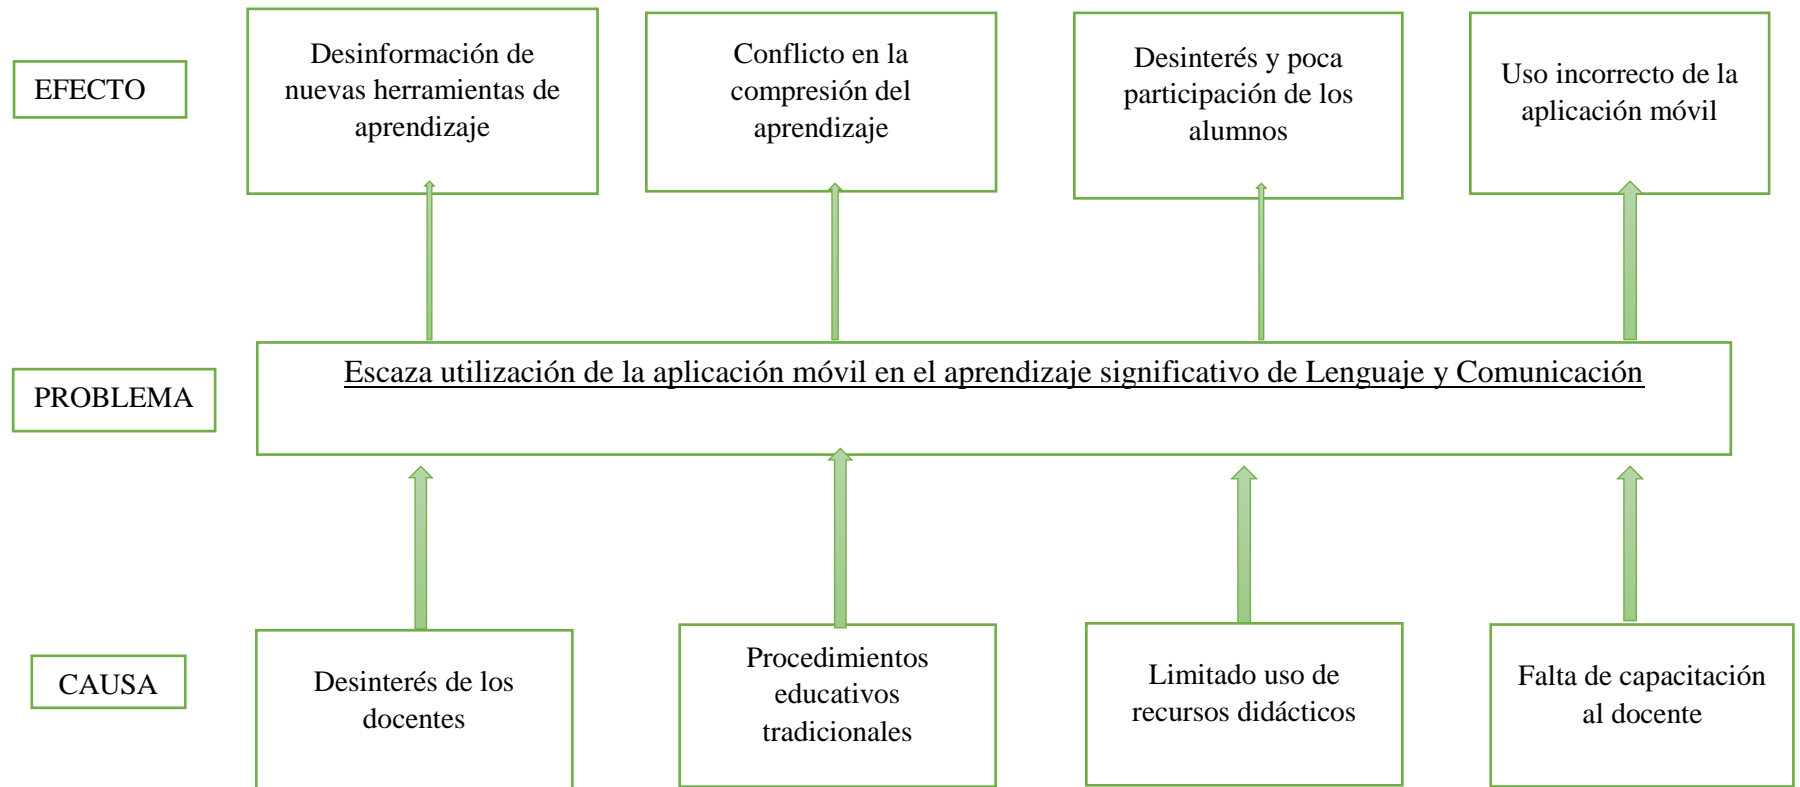 EFECTO
Desinformación de
nuevas herramientas de
aprendizaje
Conflicto en la
compresión del
aprendizaje
Desinterés y poca
participación de los
alumnos
Uso incorrecto de la
aplicación móvil
PROBLEMA
Escaza utilización de la aplicación móvil en el aprendizaje significativo de Lenguaje y Comunicación
CAUSA
Desinterés de los
docentes
Procedimientos
educativos
tradicionales
Limitado uso de
recursos didácticos
Falta de capacitación
al docente